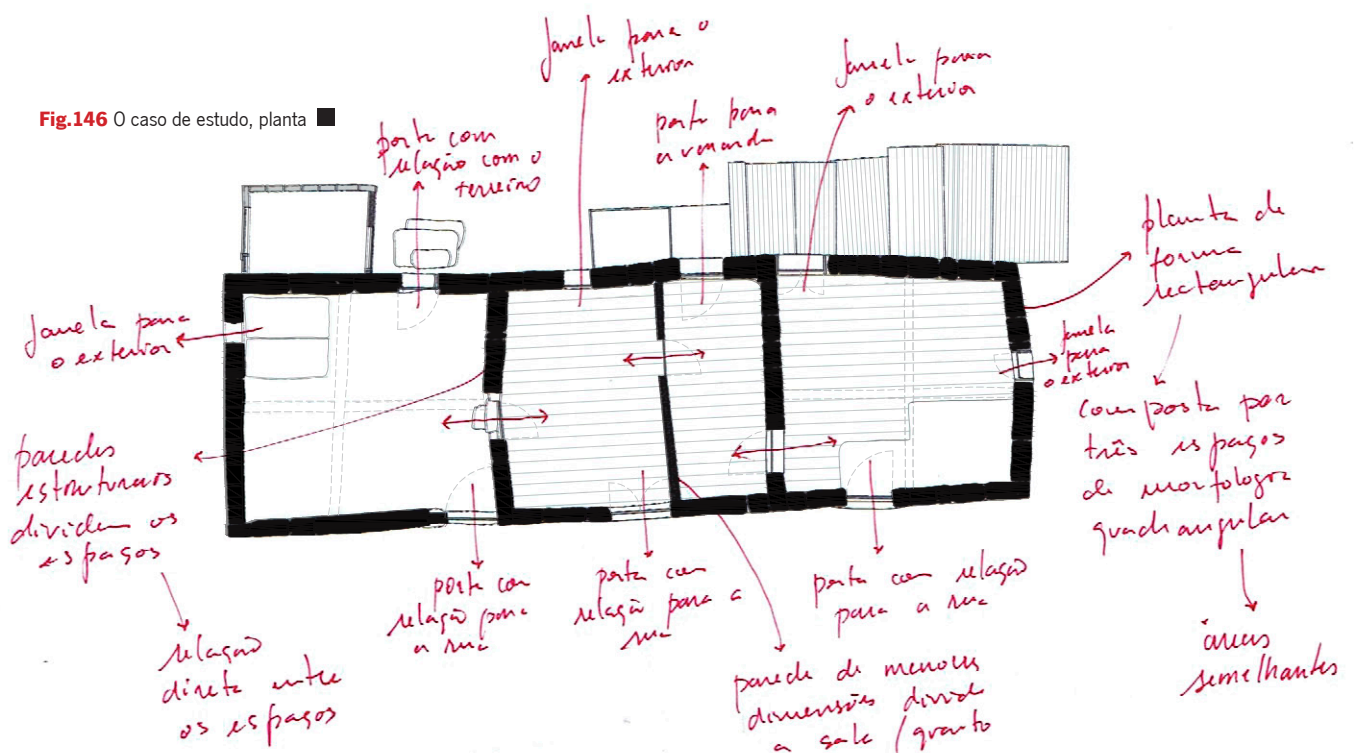 Fig.146 O caso de estudo, planta
janela para o
exterior
janela para
o exterior
porta com
relação com o
terreiro
porta para
a varanda
planta de
forma
rectangular
janela para
o exterior
janela
para
o exterior
composta por
três espaços
de morfologia
quadrangular
paredes
estruturais
dividem os
espaços
porta com
relação para
a rua
porta com
relação para a
rua
porta com relação
para a rua
relação
direta entre
os espaços
parede de menores
dimensões divide
a sala / quarto
áreas
semelhantes